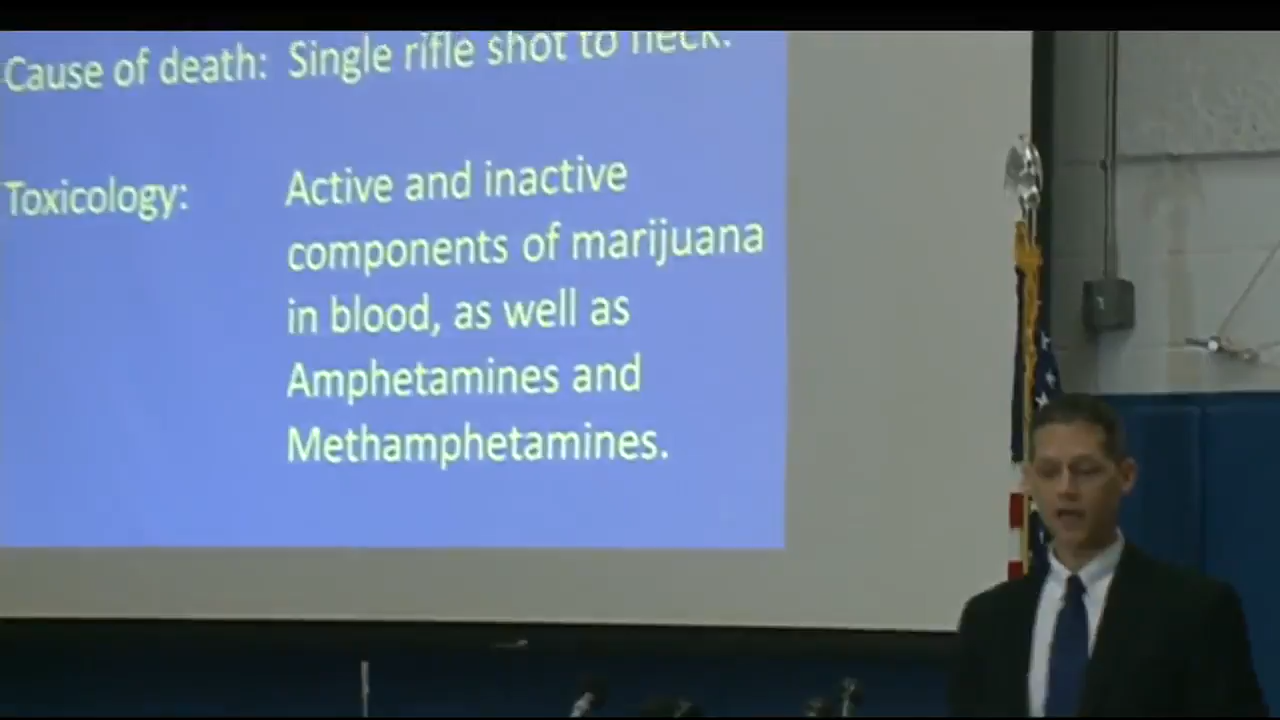 Cause of death: Single rifle shot to neck.
Toxicology: Active and inactive
components of marijuana
in blood, as well as
Amphetamines and
Methamphetamines.